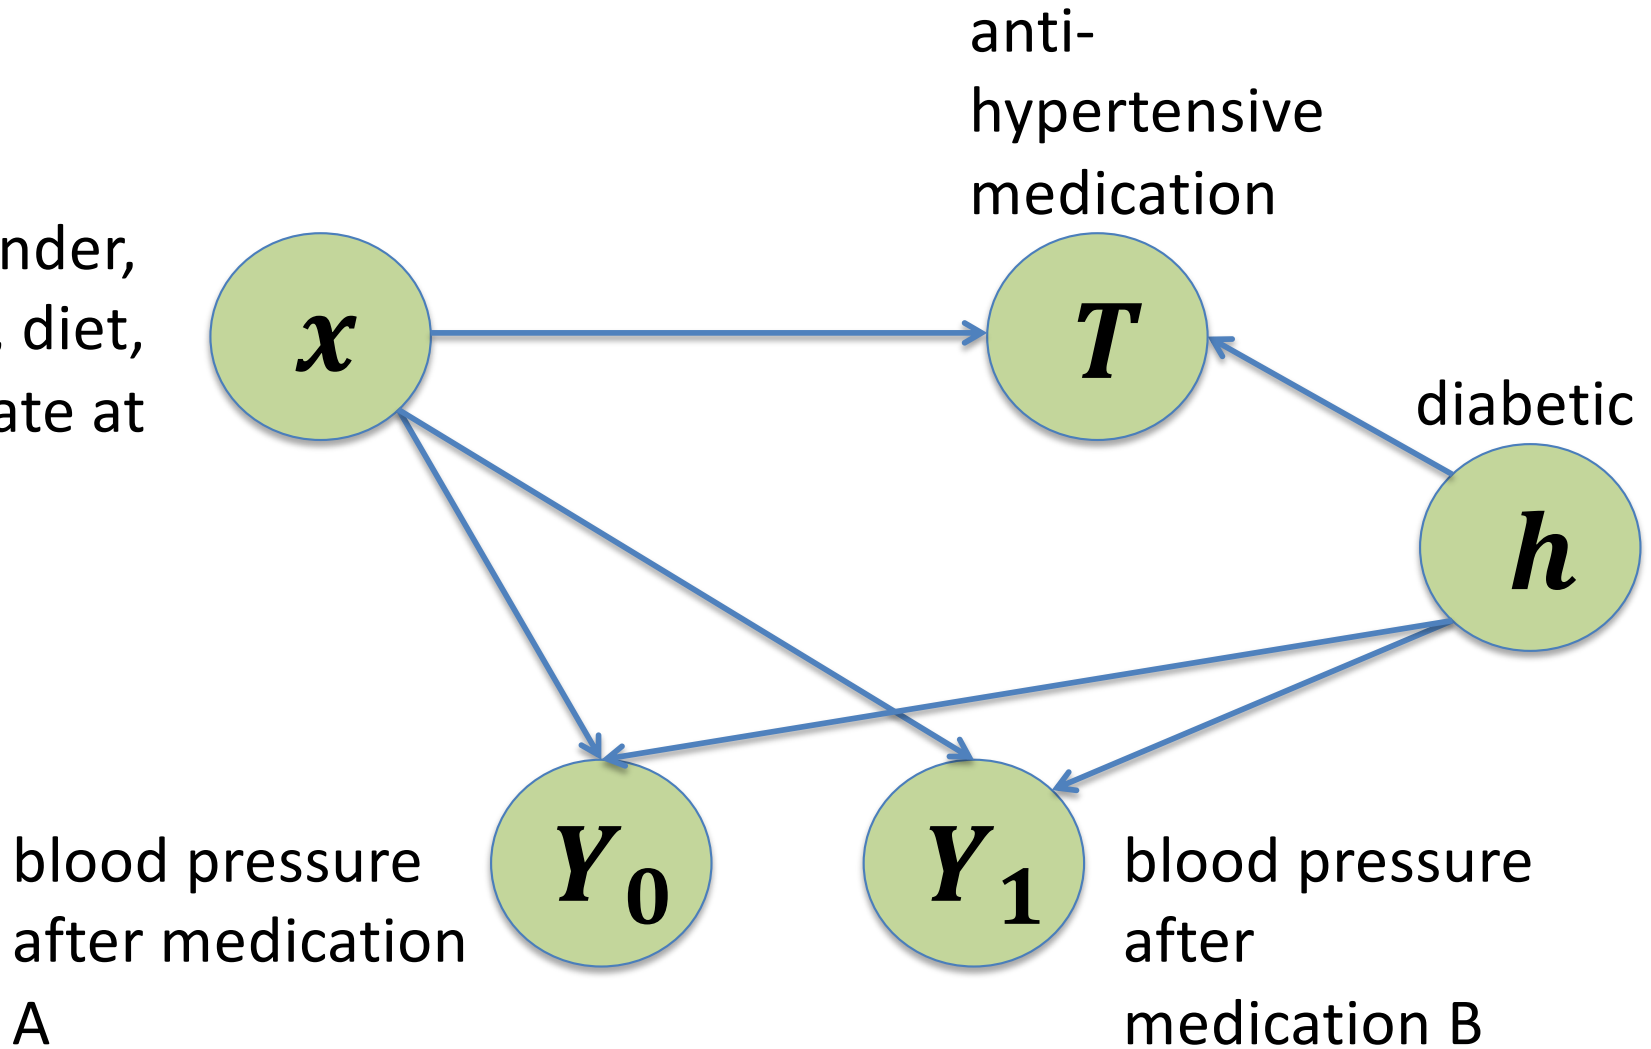 anti-
hypertensive
medication
nder,
, diet,
ate at
x
T
diabetic
h
Y0
Y1
blood pressure
after medication
A
blood pressure
after
medication B